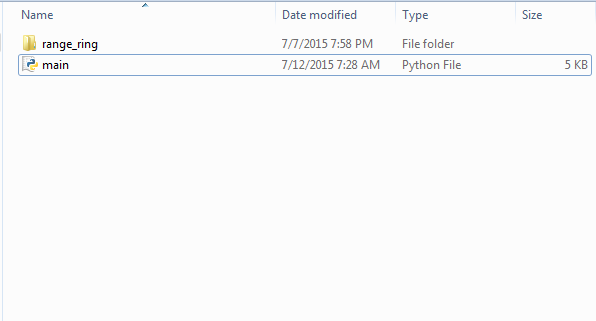 Name Date modified Type Size
range_ring 7/7/2015 7:58 PM File folder
main 7/12/2015 7:28 AM Python File 5 KB